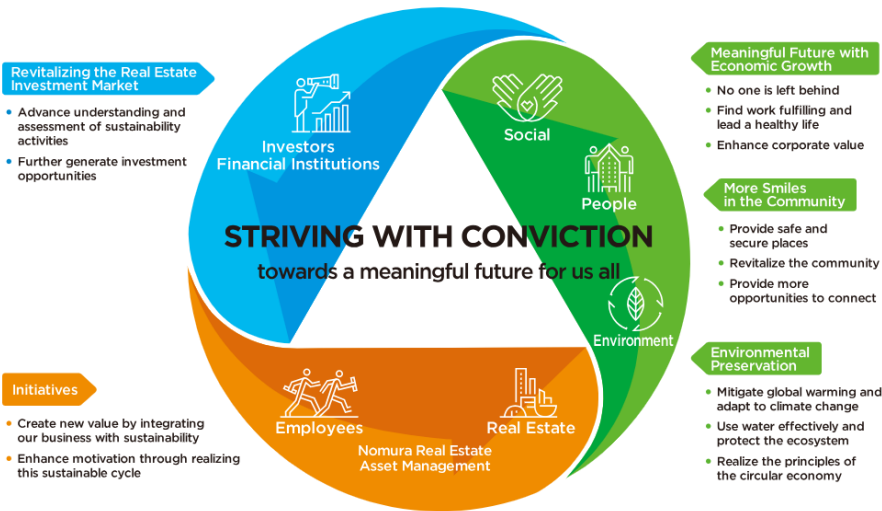 Revitalizing the Real Estate
Investment Market
• Advance understanding and
assessment of sustainability
activities
• Further generate investment
opportunities
Initiatives
• Create new value by integrating
our business with sustainability
• Enhance motivation through realizing
this sustainable cycle
Investors
Financial Institutions
Social
People
STRIVING WITH CONVICTION
towards a meaningful future for us all
Environment
Employees
Real Estate
Nomura Real Estate
Asset Management
Meaningful Future with
Economic Growth
• No one is left behind
• Find work fulfilling and
lead a healthy life
• Enhance corporate value
More Smiles
in the Community
• Provide safe and
secure places
• Revitalize the community
• Provide more
opportunities to connect
Environmental
Preservation
• Mitigate global warming and
adapt to climate change
• Use water effectively and
protect the ecosystem
• Realize the principles of
the circular economy